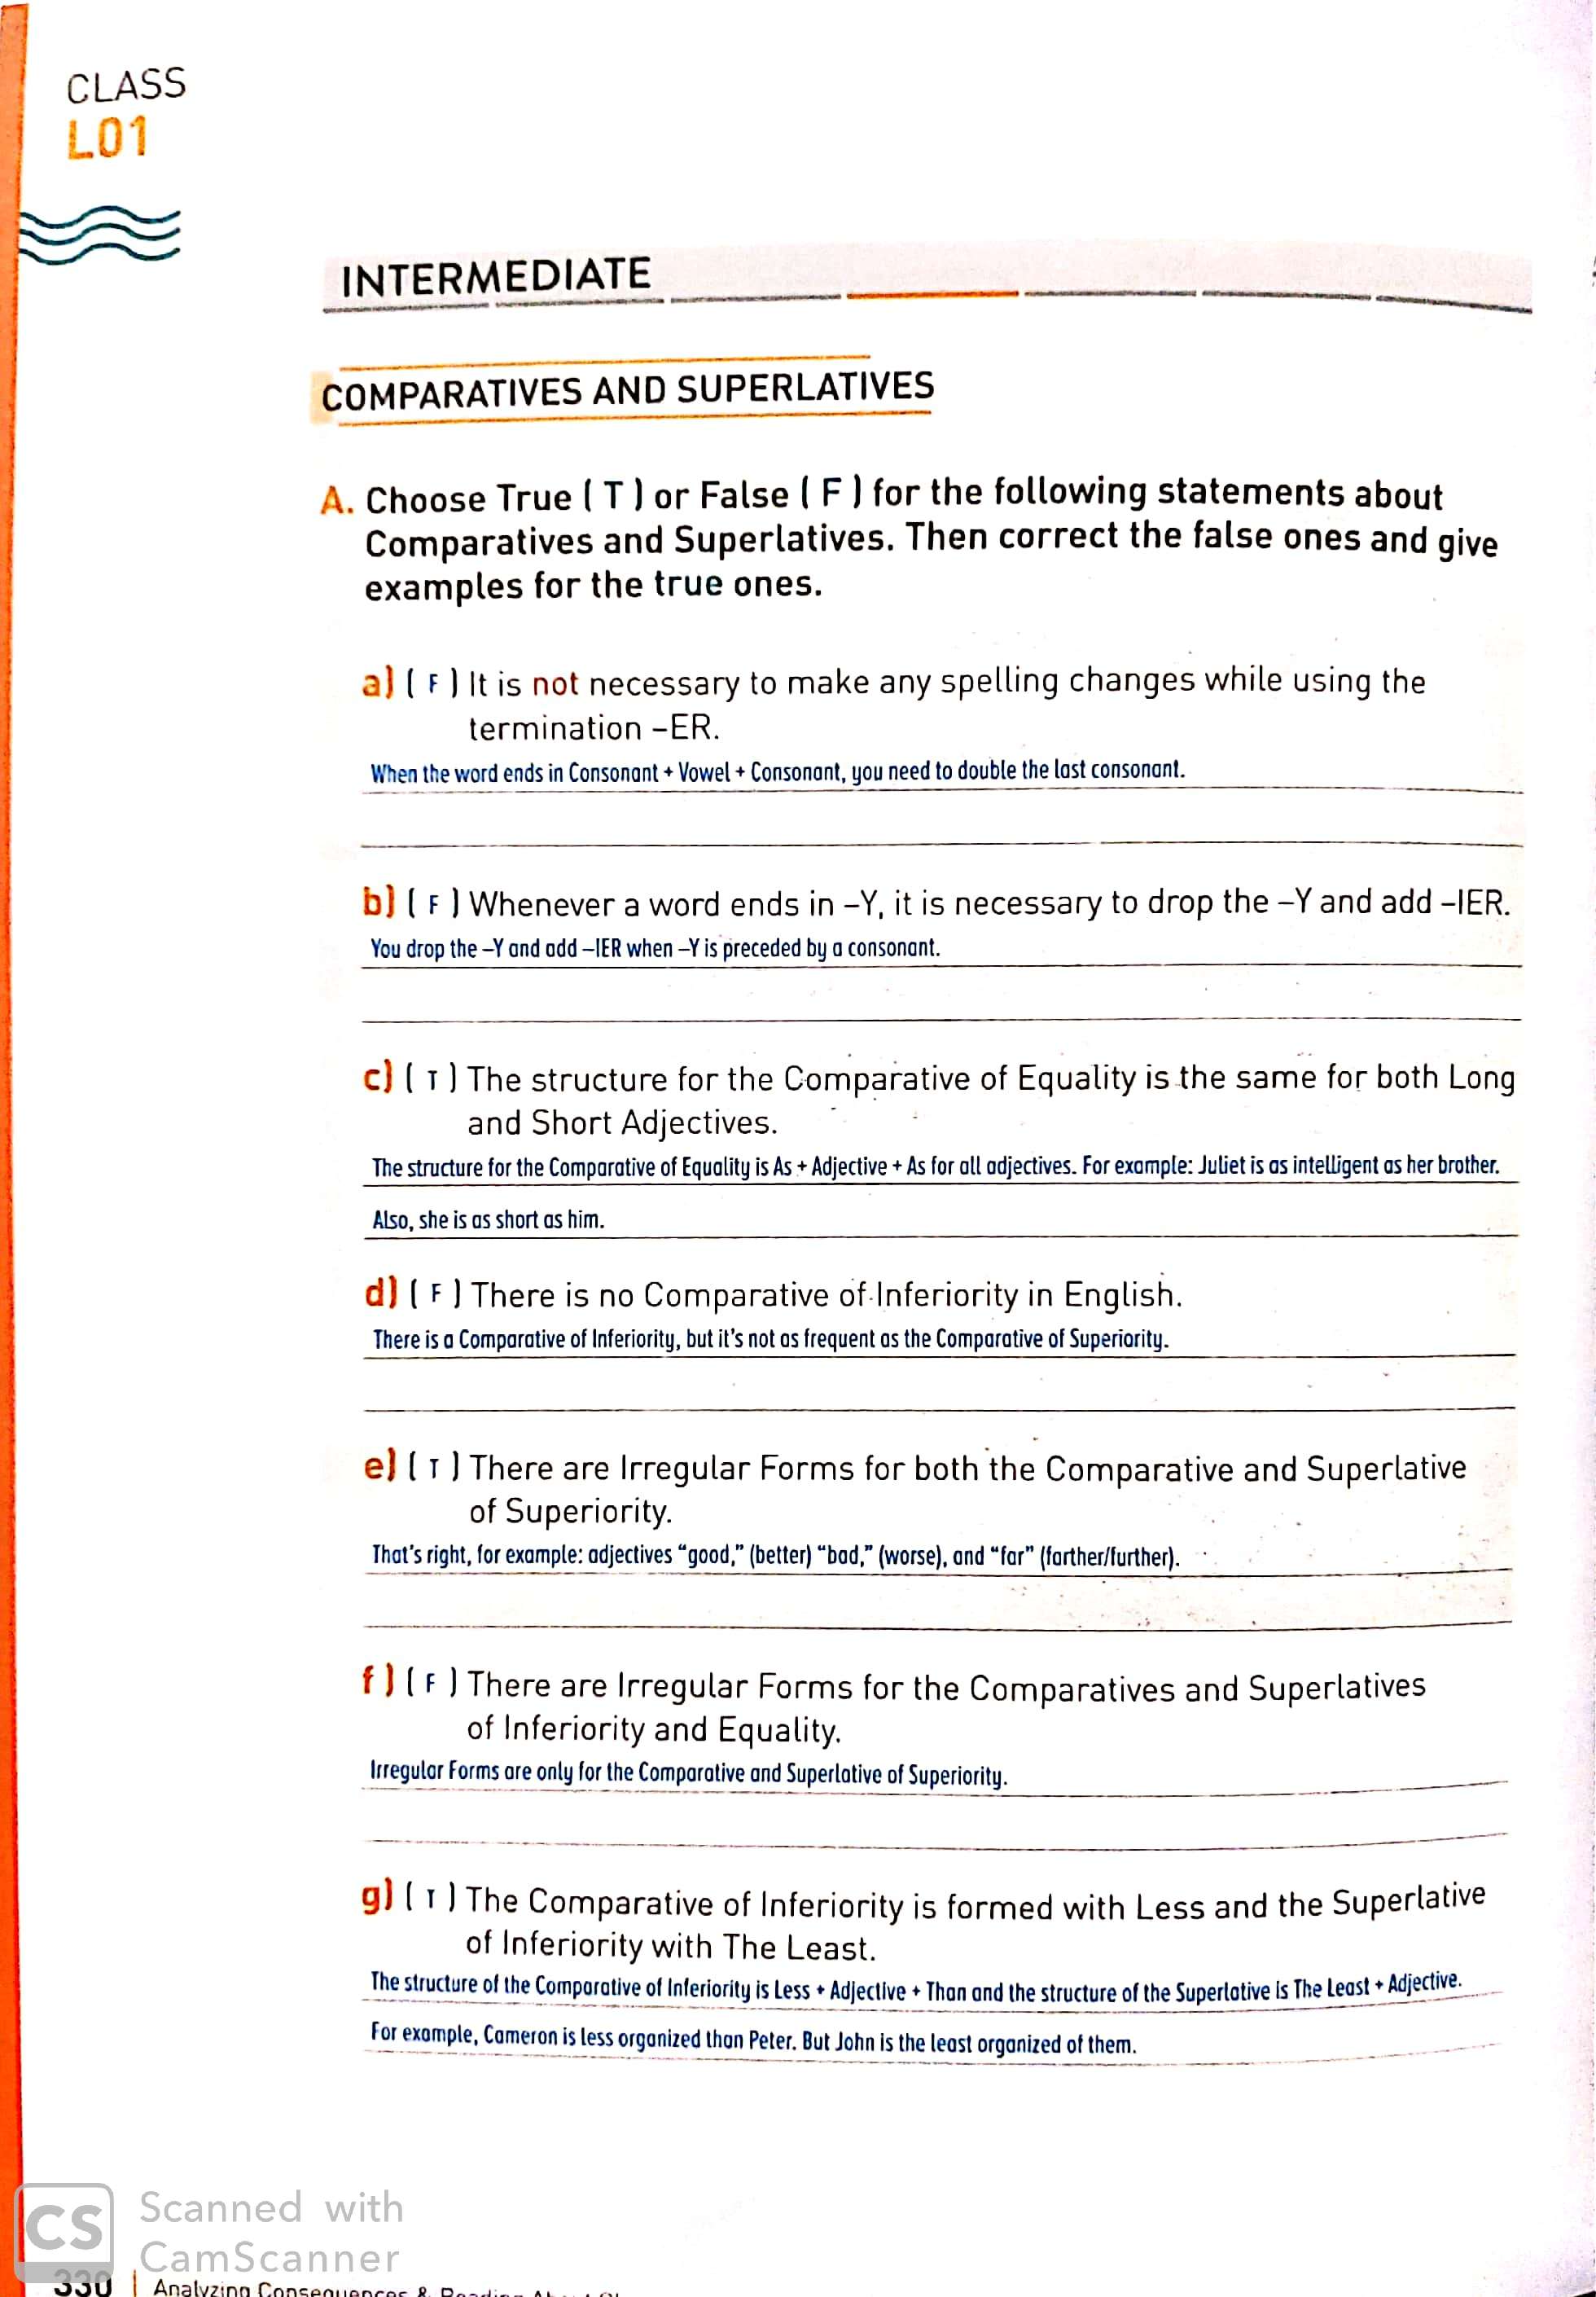 CLASS
L01
INTERMEDIATE
COMPARATIVES AND SUPERLATIVES
A. Choose True ( T ) or False ( F ) for the following statements about
Comparatives and Superlatives. Then correct the false ones and give
examples for the true ones.
a) ( F ) It is not necessary to make any spelling changes while using the
termination –ER.
When the word ends in Consonant + Vowel + Consonant, you need to double the last consonant.
b) ( F ) Whenever a word ends in –Y, it is necessary to drop the –Y and add –IER.
You drop the –Y and add –IER when –Y is preceded by a consonant.
c) ( T ) The structure for the Comparative of Equality is the same for both Long
and Short Adjectives.
The structure for the Comparative of Equality is As + Adjective + As for all adjectives. For example: Juliet is as intelligent as her brother.
Also, she is as short as him.
d) ( F ) There is no Comparative of Inferiority in English.
There is a Comparative of Inferiority, but it's not as frequent as the Comparative of Superiority.
e) ( T ) There are Irregular Forms for both the Comparative and Superlative
of Superiority.
That's right, for example: adjectives “good,” (better) “bad,” (worse), and “far” (farther/further).
f ) ( F ) There are Irregular Forms for the Comparatives and Superlatives
of Inferiority and Equality.
Irregular Forms are only for the Comparative and Superlative of Superiority.
g) ( T ) The Comparative of Inferiority is formed with Less and the Superlative
of Inferiority with The Least.
The structure of the Comparative of Inferiority is Less + Adjective + Than and the structure of the Superlative is The Least + Adjective.
For example, Cameron is less organized than Peter. But John is the least organized of them.
CS Scanned with
CamScanner
330 | Analyzing Consequences &